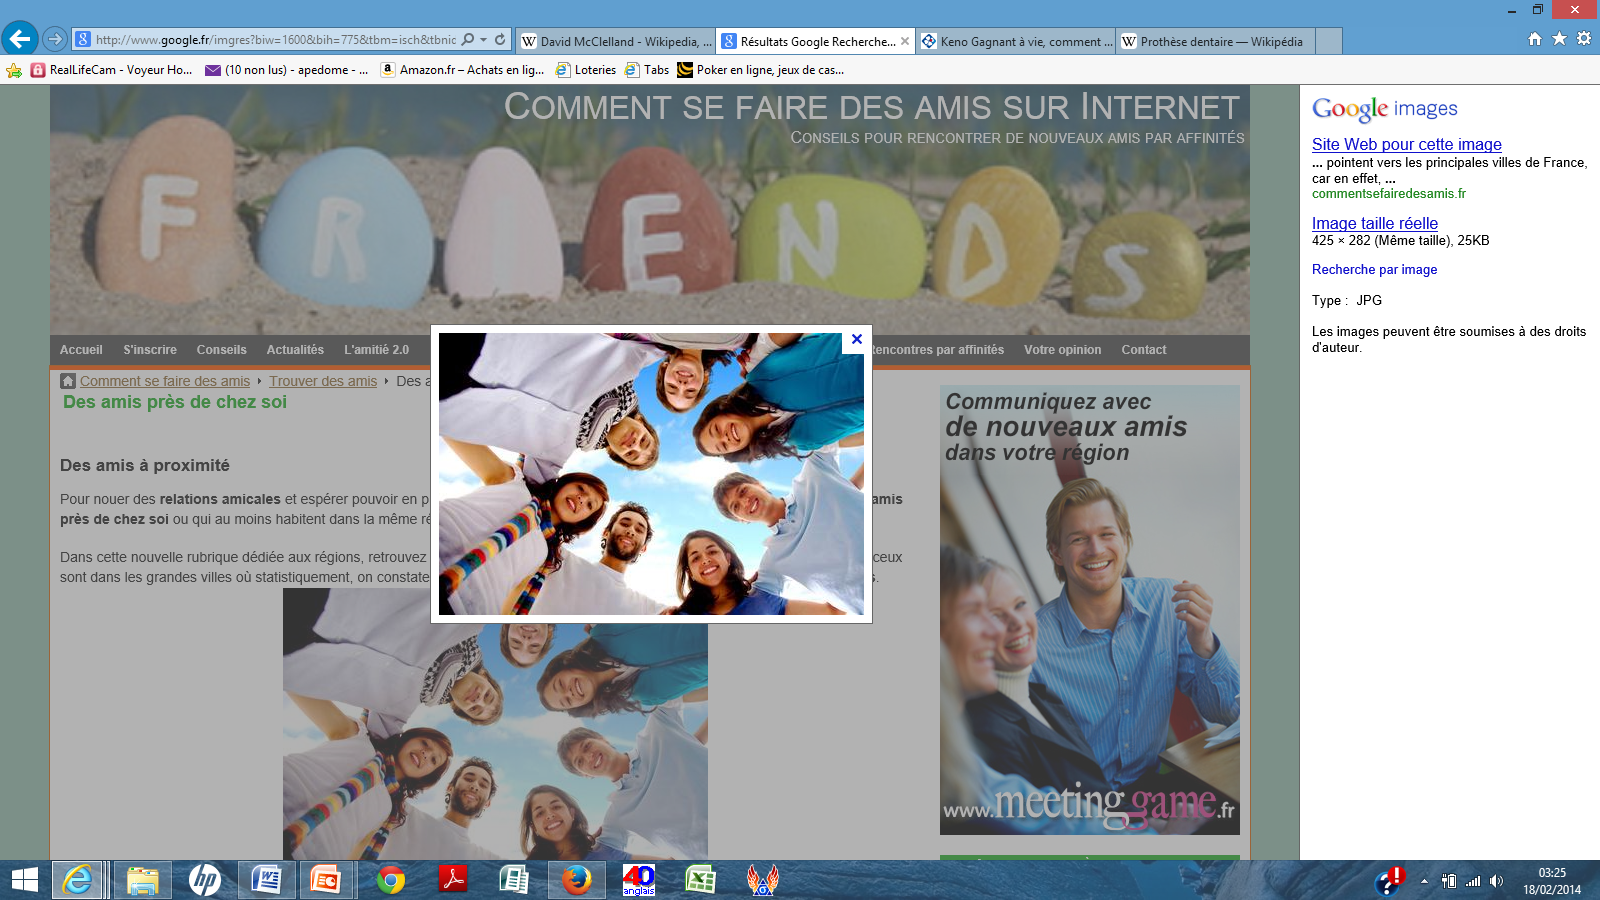 http://www.google.fr/imgres?biw=1600&bih=775&tbm=isch&tbnic
David McClelland - Wikipedia, ...
Résultats Google Recherche...
Keno Gagnant à vie, comment ...
Prothèse dentaire — Wikipédia
RealLifeCam - Voyeur Ho...
(10 non lus) - apedome - ...
Amazon.fr – Achats en lig...
Loteries
Tabs
Poker en ligne, jeux de cas...
Comment se faire des amis sur Internet
Conseils pour rencontrer de nouveaux amis par affinités
FRIENDS
Accueil
S'inscrire
Conseils
Actualités
L'amitié 2.0
Rencontres par affinités
Votre opinion
Contact
Comment se faire des amis
Trouver des amis
Des a
Des amis près de chez soi
Des amis à proximité
Pour nouer des relations amicales et espérer pouvoir en p
amis
près de chez soi ou qui au moins habitent dans la même ré
Dans cette nouvelle rubrique dédiée aux régions, retrouvez
ceux
sont dans les grandes villes où statistiquement, on constate
s.
Communiquez avec
de nouveaux amis
dans votre région
www.meetinggame.fr
Google images
Site Web pour cette image
... pointent vers les principales villes de France,
car en effet, ...
commentsefairedesamis.fr
Image taille réelle
425 × 282 (Même taille), 25KB
Recherche par image
Type : JPG
Les images peuvent être soumises à des droits
d'auteur.
hp
40
anglais
03:25
18/02/2014